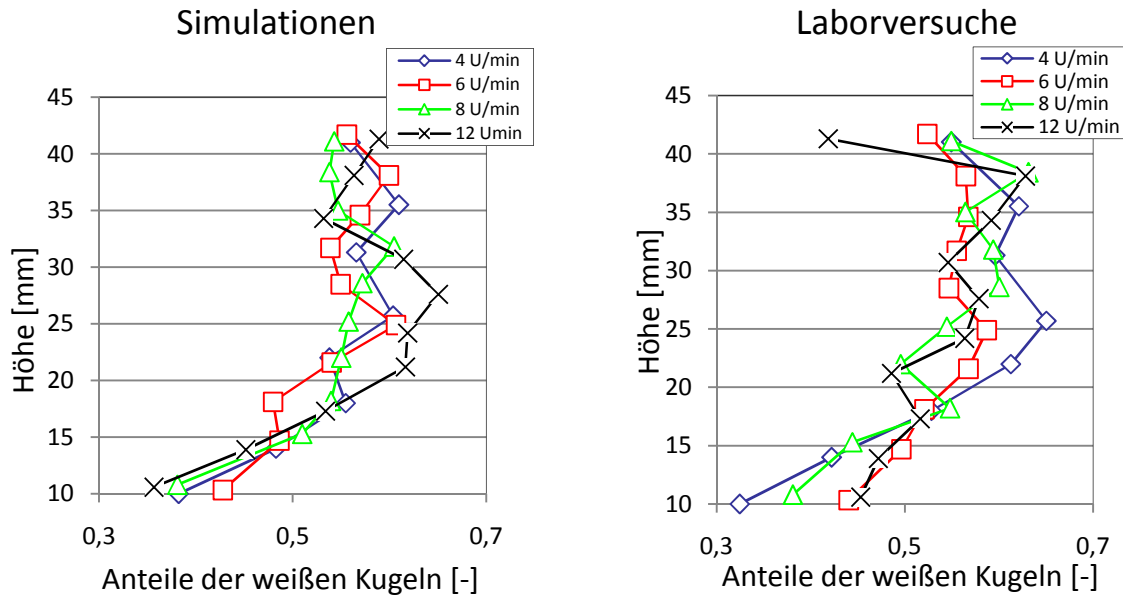 Simulationen
4 U/min
6 U/min
8 U/min
12 Umin
45
40
35
30
25
20
15
10
Höhe [mm]
0,3
0,5
0,7
Anteile der weißen Kugeln [-]
Laborversuche
4 U/min
6 U/min
8 U/min
12 U/min
45
40
35
30
25
20
15
10
Höhe [mm]
0,3
0,5
0,7
Anteile der weißen Kugeln [-]